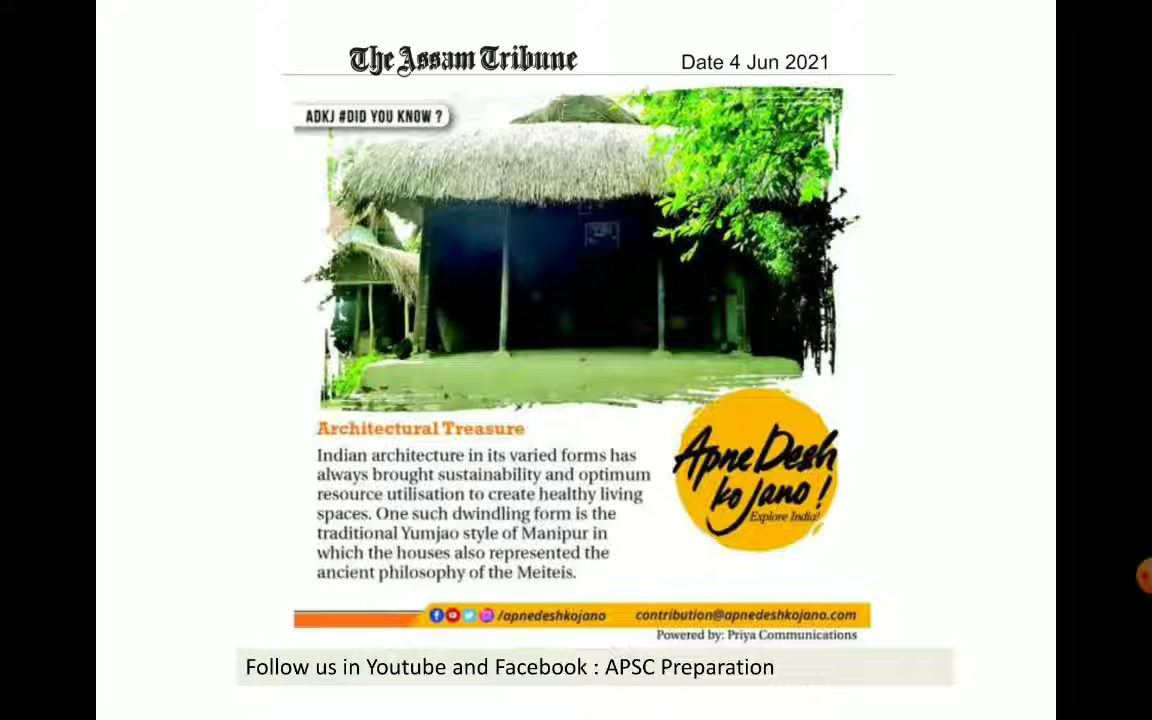 The Assam Tribune
Date 4 Jun 2021
ADKJ #DID YOU KNOW ?
Architectural Treasure
Indian architecture in its varied forms has
always brought sustainability and optimum
resource utilisation to create healthy living
spaces. One such dwindling form is the
traditional Yumjao style of Manipur in
which the houses also represented the
ancient philosophy of the Meiteis.
Apne Desh
ko Jano !
Explore India!
/apnedeshkojano
contribution@apnedeshkojano.com
Powered by: Priya Communications
Follow us in Youtube and Facebook : APSC Preparation